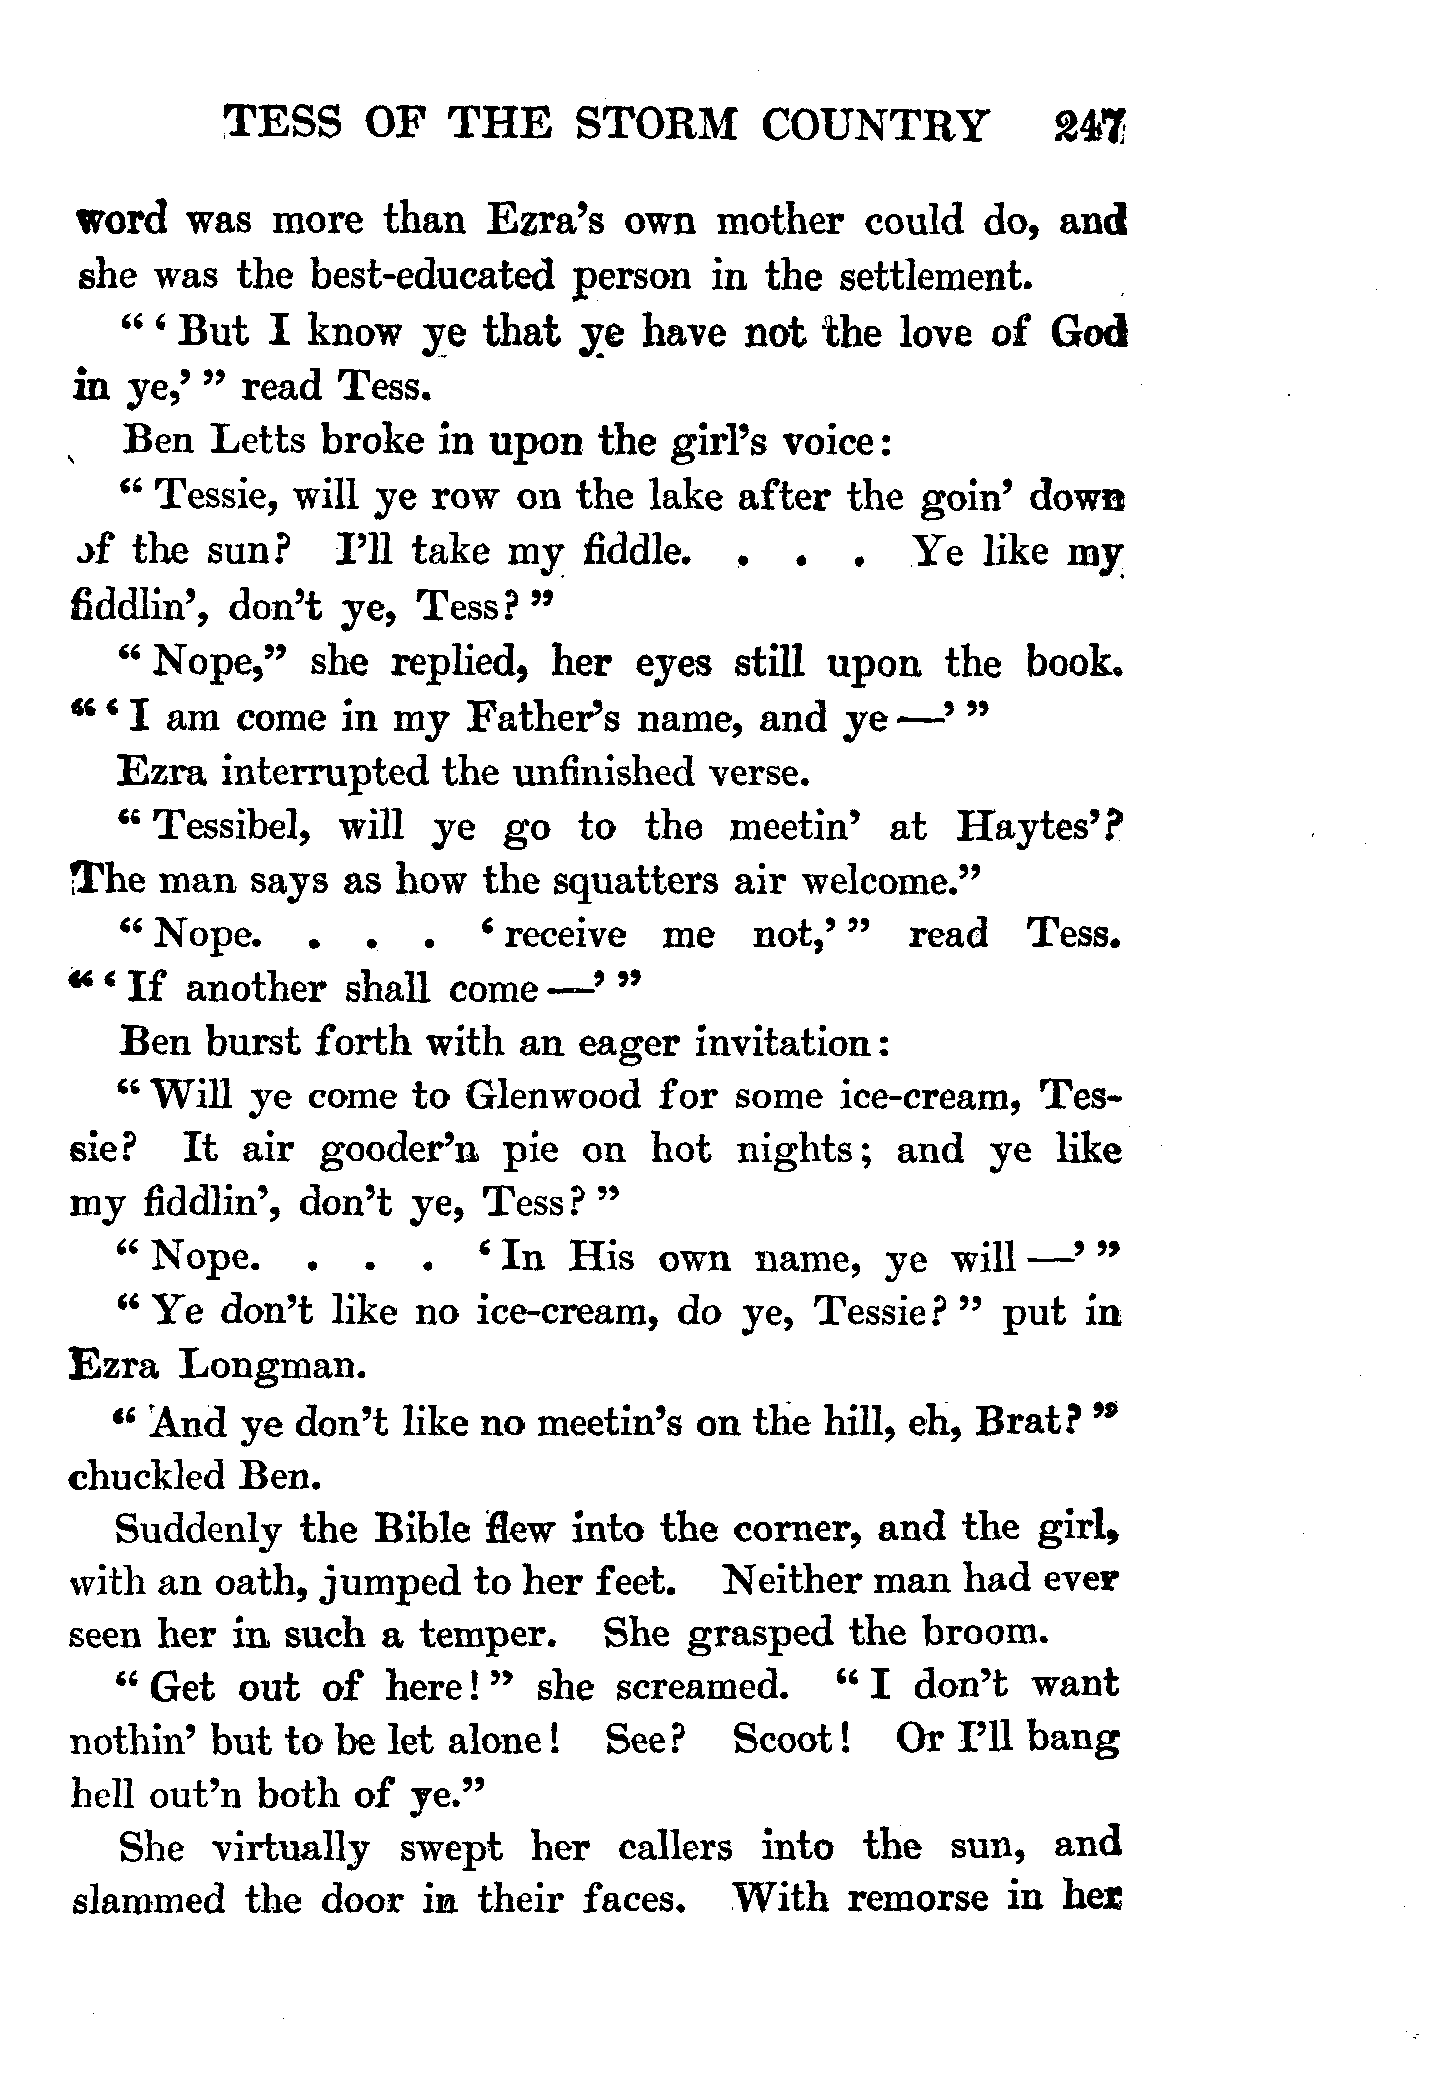 TESS OF THE STORM COUNTRY 247
word was more than Ezra's own mother could do, and
she was the best-educated person in the settlement.
"'But I know ye that ye have not the love of God
in ye,'" read Tess.
Ben Letts broke in upon the girl's voice:
"Tessie, will ye row on the lake after the goin' down
of the sun? I'll take my fiddle. . . . Ye like my
fiddlin', don't ye, Tess?"
"Nope," she replied, her eyes still upon the book.
"'I am come in my Father's name, and ye—'"
Ezra interrupted the unfinished verse.
"Tessibel, will ye go to the meetin' at Haytes'?
The man says as how the squatters air welcome."
"Nope. . . . 'receive me not,'" read Tess.
"'If another shall come—'"
Ben burst forth with an eager invitation:
"Will ye come to Glenwood for some ice-cream, Tes-
sie? It air gooder'n pie on hot nights; and ye like
my fiddlin', don't ye, Tess?"
"Nope. . . . 'In His own name, ye will—'"
"Ye don't like no ice-cream, do ye, Tessie?" put in
Ezra Longman.
"And ye don't like no meetin's on the hill, eh, Brat?"
chuckled Ben.
Suddenly the Bible flew into the corner, and the girl,
with an oath, jumped to her feet. Neither man had ever
seen her in such a temper. She grasped the broom.
"Get out of here!" she screamed. "I don't want
nothin' but to be let alone! See? Scoot! Or I'll bang
hell out'n both of ye."
She virtually swept her callers into the sun, and
slammed the door in their faces. With remorse in her